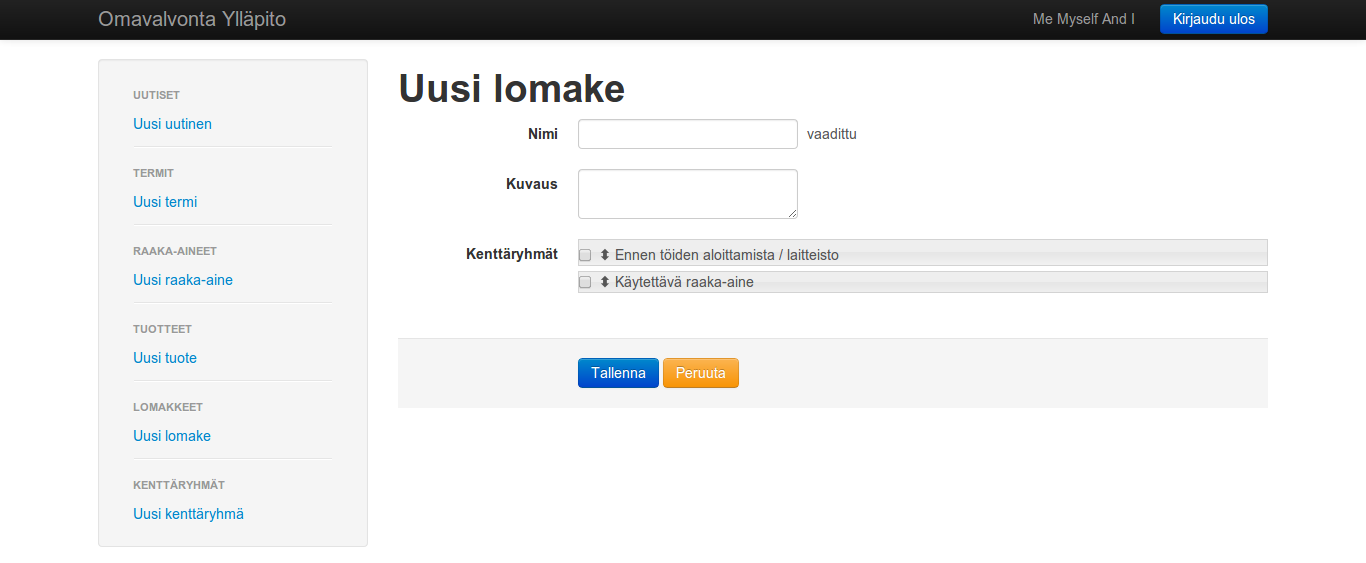 Omavalvonta Ylläpito
Me Myself And I
Kirjaudu ulos
UUTISET
Uusi uutinen
TERMIT
Uusi termi
RAAKA-AINEET
Uusi raaka-aine
TUOTTEET
Uusi tuote
LOMAKKEET
Uusi lomake
KENTTÄRYHMÄT
Uusi kenttäryhmä
Uusi lomake
Nimi vaadittu
Kuvaus
Kenttäryhmät
Ennen töiden aloittamista / laitteisto
Käytettävä raaka-aine
Tallenna Peruuta